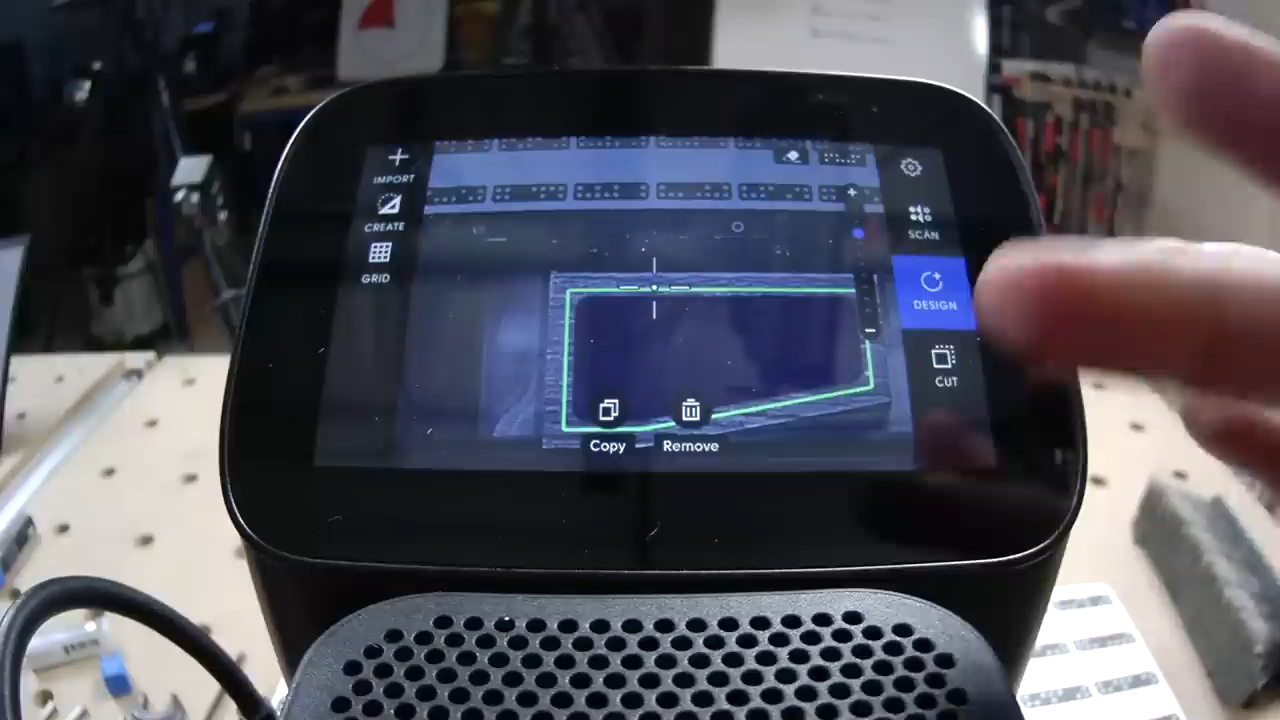 IMPORT
CREATE
GRID
SCAN
DESIGN
CUT
Copy
Remove